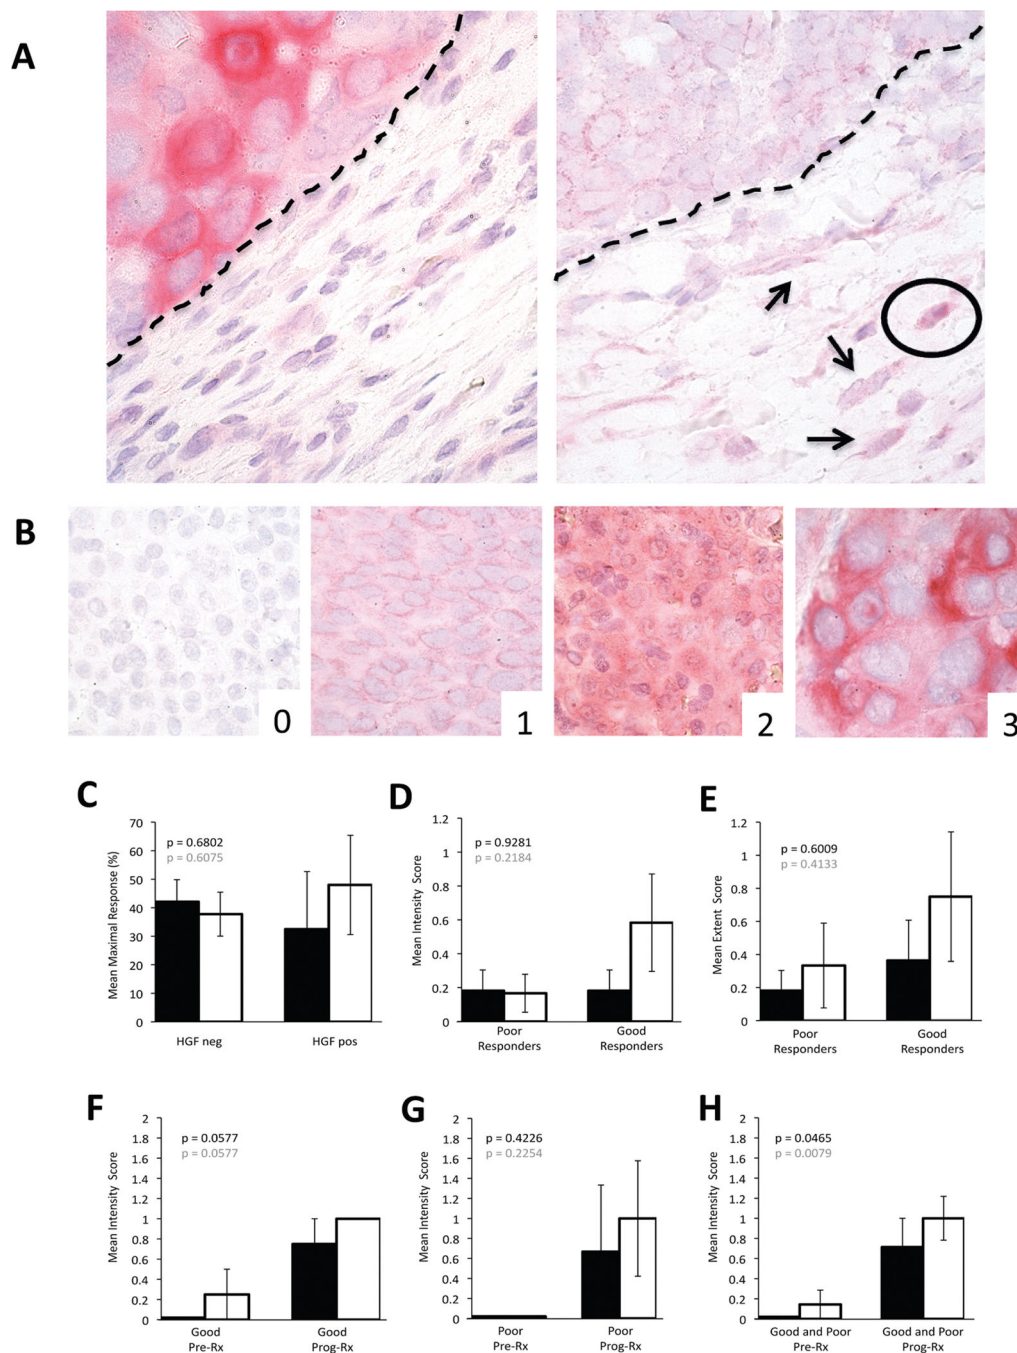 A
B
0
1
2
3
C
Mean Maximal Response (%)
70
60
50
40
30
20
10
0
p = 0.6802
p = 0.6075
HGF neg
HGF pos
D
Mean Intensity Score
1.2
1
0.8
0.6
0.4
0.2
0
p = 0.9281
p = 0.2184
Poor
Responders
Good
Responders
E
Mean Extent Score
1.2
1
0.8
0.6
0.4
0.2
0
p = 0.6009
p = 0.4133
Poor
Responders
Good
Responders
F
Mean Intensity Score
2
1.8
1.6
1.4
1.2
1
0.8
0.6
0.4
0.2
0
p = 0.0577
p = 0.0577
Good
Pre-Rx
Good
Prog-Rx
G
Mean Intensity Score
2
1.8
1.6
1.4
1.2
1
0.8
0.6
0.4
0.2
0
p = 0.4226
p = 0.2254
Poor
Pre-Rx
Poor
Prog-Rx
H
Mean Intensity Score
2
1.8
1.6
1.4
1.2
1
0.8
0.6
0.4
0.2
0
p = 0.0465
p = 0.0079
Good and Poor
Pre-Rx
Good and Poor
Prog-Rx